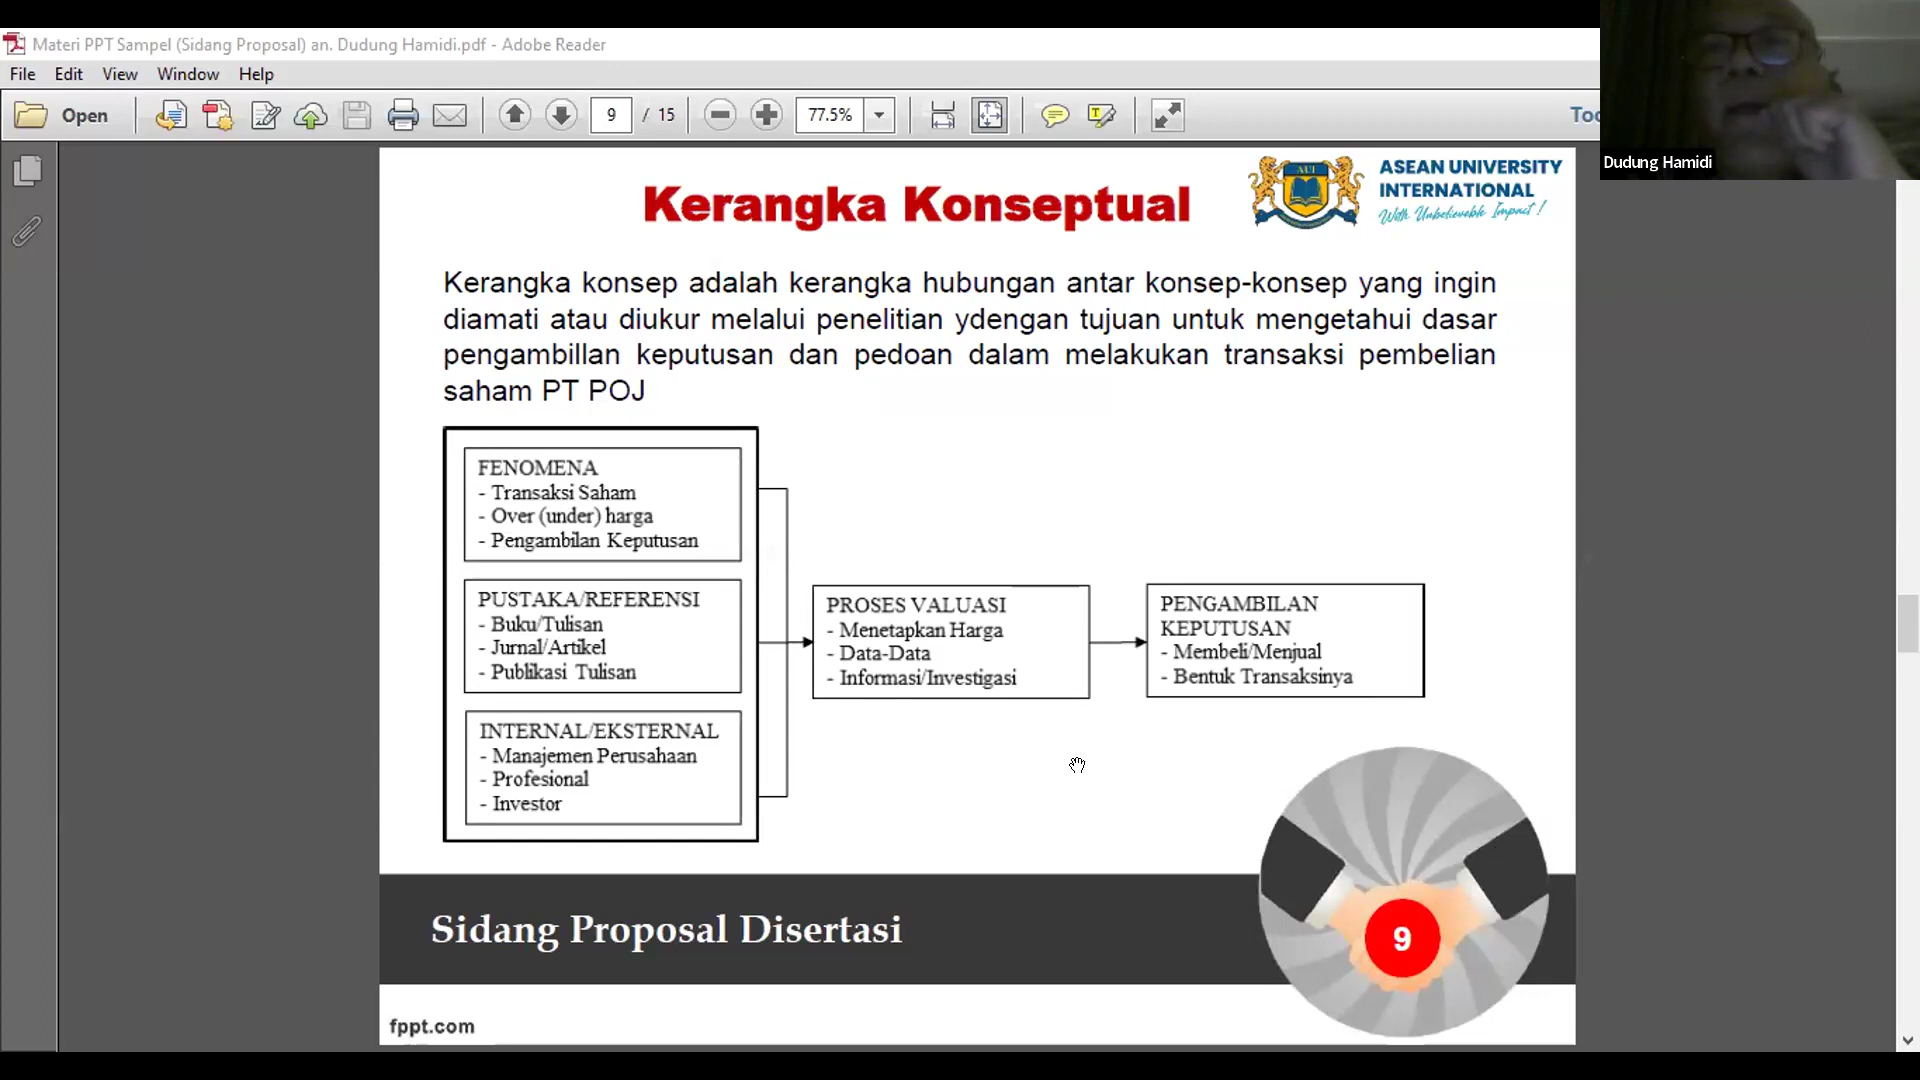 Materi PPT Sampel (Sidang Proposal) an. Dudung Hamidi.pdf - Adobe Reader
File Edit View Window Help
Open 9 / 15 77.5% Too
Dudung Hamidi
Kerangka Konseptual
AUI
ASEAN UNIVERSITY
INTERNATIONAL
With Unbelievable Impact !
Kerangka konsep adalah kerangka hubungan antar konsep-konsep yang ingin
diamati atau diukur melalui penelitian ydengan tujuan untuk mengetahui dasar
pengambillan keputusan dan pedoan dalam melakukan transaksi pembelian
saham PT POJ
FENOMENA
- Transaksi Saham
- Over (under) harga
- Pengambilan Keputusan
PUSTAKA/REFERENSI
- Buku/Tulisan
- Jurnal/Artikel
- Publikasi Tulisan
INTERNAL/EKSTERNAL
- Manajemen Perusahaan
- Profesional
- Investor
PROSES VALUASI
- Menetapkan Harga
- Data-Data
- Informasi/Investigasi
PENGAMBILAN
KEPUTUSAN
- Membeli/Menjual
- Bentuk Transaksinya
Sidang Proposal Disertasi
9
fppt.com